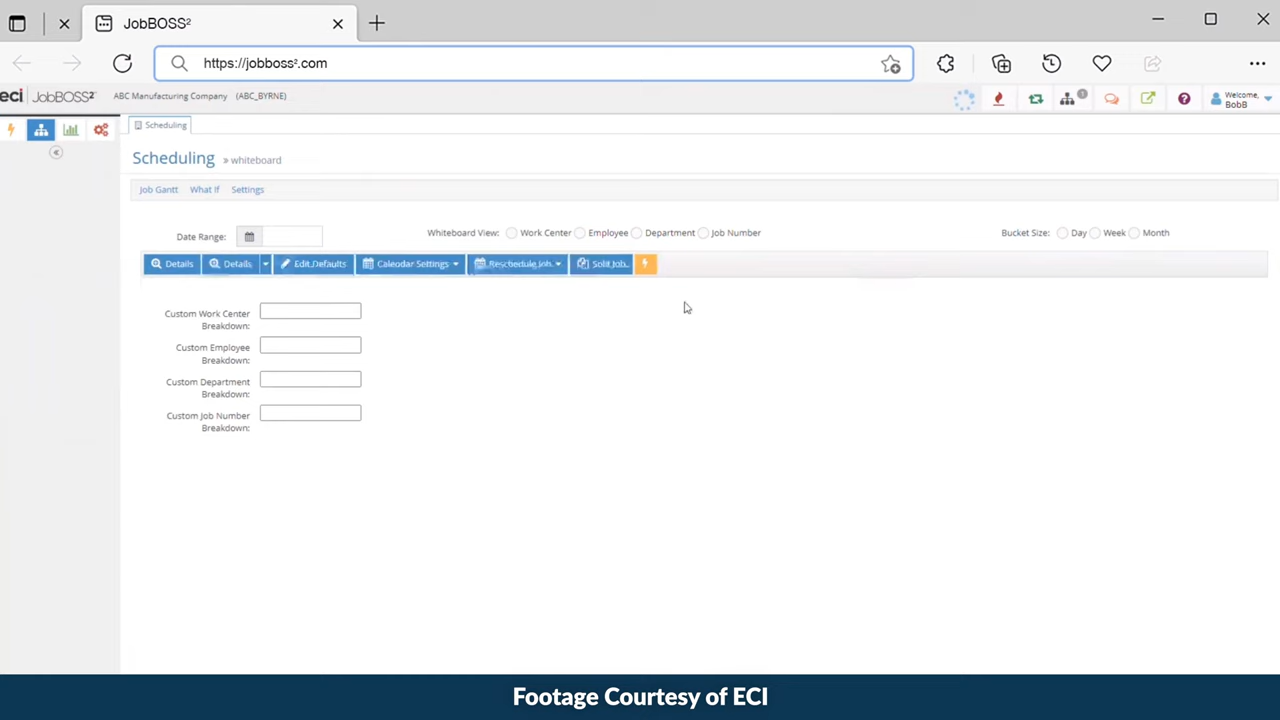 JobBOSS²
https://jobboss².com
eci JobBOSS² ABC Manufacturing Company (ABC_BYRNE)
1
Welcome, BobB
Scheduling
Scheduling » whiteboard
Job Gantt What If Settings
Date Range: Whiteboard View: Work Center Employee Department Job Number Bucket Size: Day Week Month
Details Details Edit Defaults Calendar Settings Reschedule Job Split Job
Custom Work Center
Breakdown:
Custom Employee
Breakdown:
Custom Department
Breakdown:
Custom Job Number
Breakdown:
Footage Courtesy of ECI